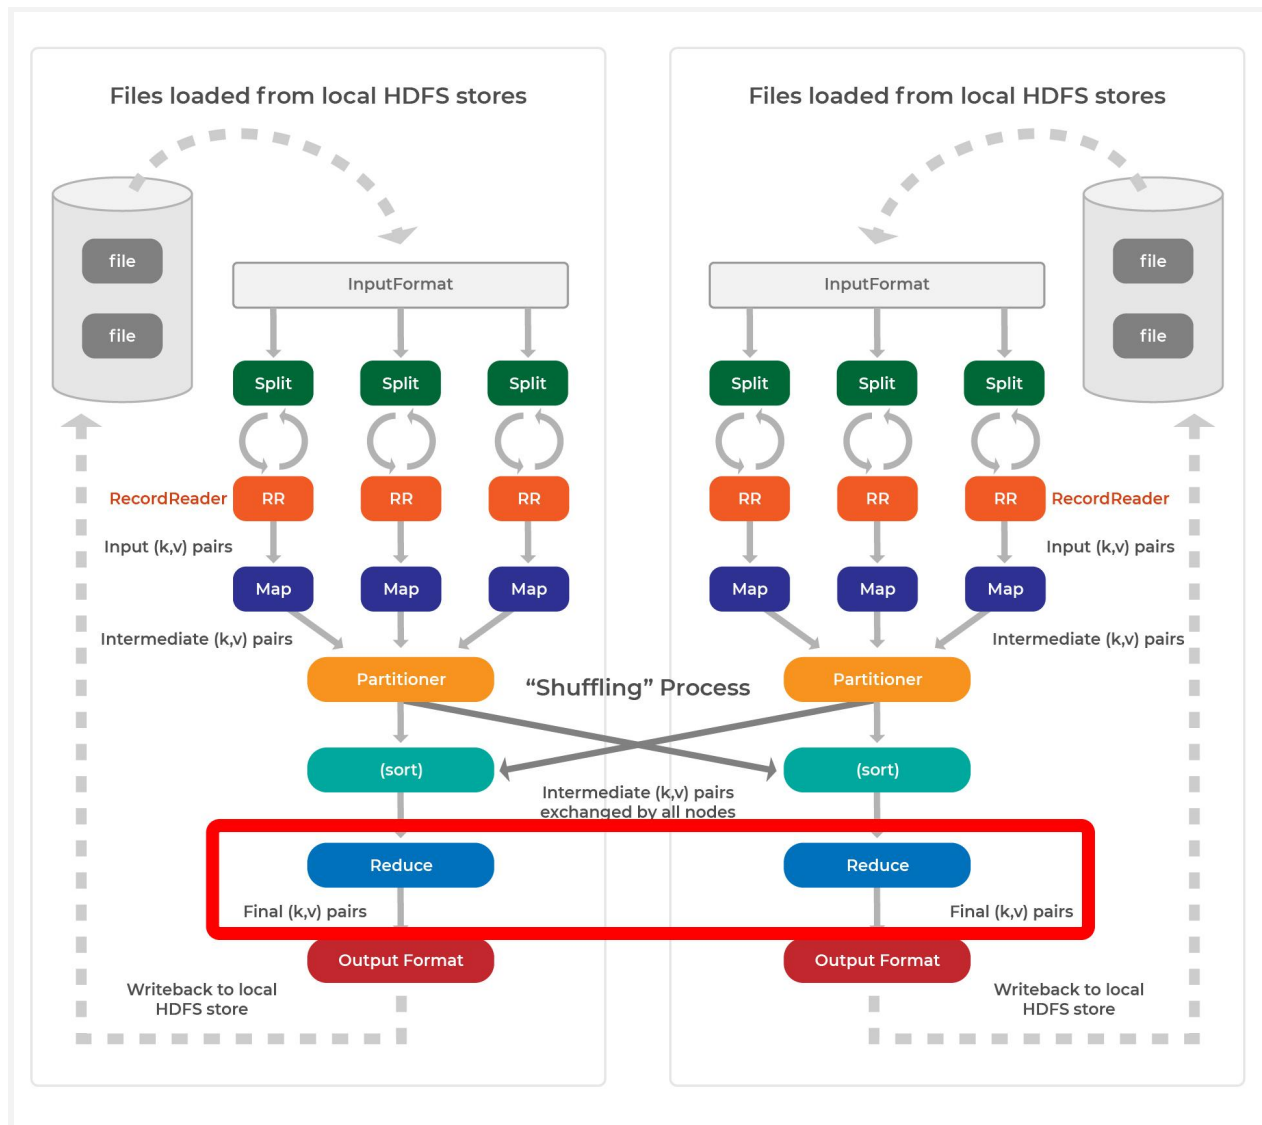 Files loaded from local HDFS stores
Files loaded from local HDFS stores
file
file
file
file
InputFormat
InputFormat
Split
Split
Split
Split
Split
Split
RecordReader
RR
RR
RR
RR
RR
RR
RecordReader
Input (k,v) pairs
Input (k,v) pairs
Map
Map
Map
Map
Map
Map
Intermediate (k,v) pairs
Intermediate (k,v) pairs
Partitioner
“Shuffling” Process
Partitioner
(sort)
(sort)
Intermediate (k,v) pairs
exchanged by all nodes
Reduce
Reduce
Final (k,v) pairs
Final (k,v) pairs
Output Format
Output Format
Writeback to local
HDFS store
Writeback to local
HDFS store